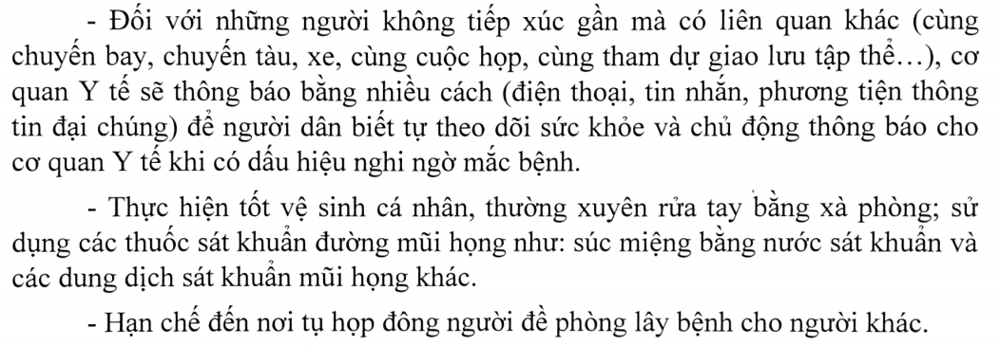 - Đối với những người không tiếp xúc gần mà có liên quan khác (cùng
chuyến bay, chuyến tàu, xe, cùng cuộc họp, cùng tham dự giao lưu tập thể…), cơ
quan Y tế sẽ thông báo bằng nhiều cách (điện thoại, tin nhắn, phương tiện thông
tin đại chúng) để người dân biết tự theo dõi sức khỏe và chủ động thông báo cho
cơ quan Y tế khi có dấu hiệu nghi ngờ mắc bệnh.
- Thực hiện tốt vệ sinh cá nhân, thường xuyên rửa tay bằng xà phòng; sử
dụng các thuốc sát khuẩn đường mũi họng như: súc miệng bằng nước sát khuẩn và
các dung dịch sát khuẩn mũi họng khác.
- Hạn chế đến nơi tụ họp đông người đề phòng lây bệnh cho người khác.